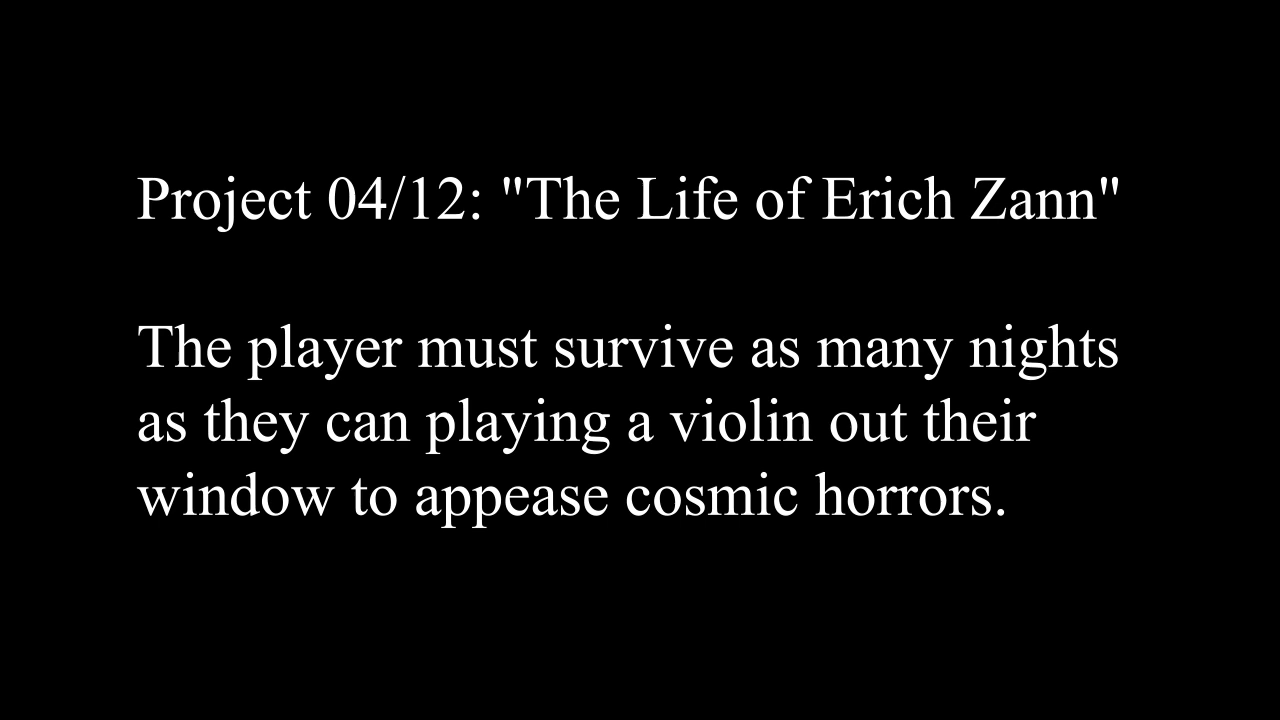 Project 04/12: "The Life of Erich Zann"
The player must survive as many nights
as they can playing a violin out their
window to appease cosmic horrors.